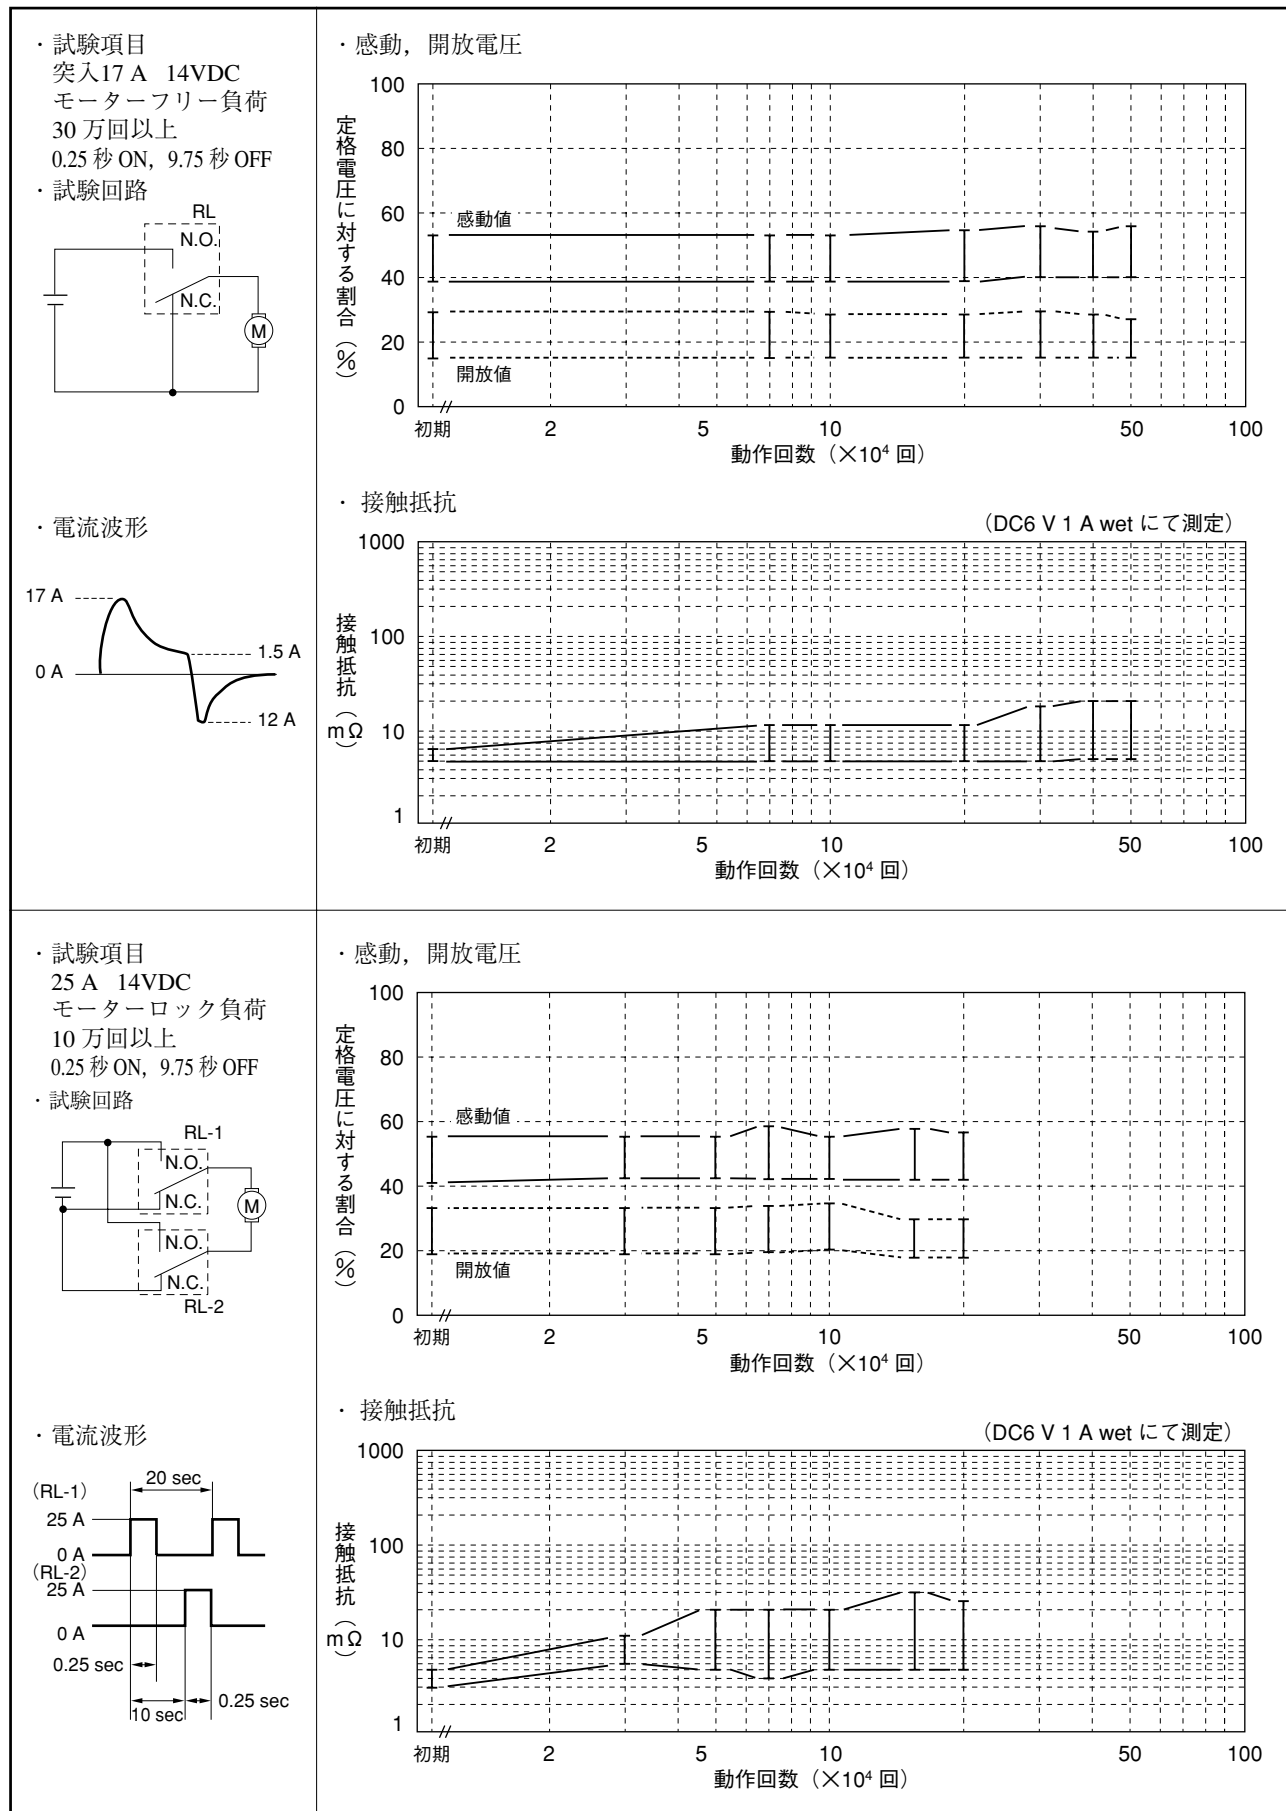 ・試験項目
突入17 A 14VDC
モーターフリー負荷
30 万回以上
0.25 秒 ON, 9.75 秒 OFF
・試験回路
RL
N.O.
N.C.
M
・電流波形
17 A
1.5 A
0 A
12 A
・感動，開放電圧
定格電圧に対する割合（％）
100
80
60
40
20
0
感動値
開放値
初期 2 5 10 50 100
動作回数（×10⁴ 回）
・ 接触抵抗
（DC6 V 1 A wet にて測定）
接触抵抗（mΩ）
1000
100
10
1
初期 2 5 10 50 100
動作回数（×10⁴ 回）
・試験項目
25 A 14VDC
モーターロック負荷
10 万回以上
0.25 秒 ON, 9.75 秒 OFF
・試験回路
RL-1
N.O.
N.C.
M
N.O.
N.C.
RL-2
・電流波形
20 sec
（RL-1）
25 A
0 A
（RL-2）
25 A
0 A
0.25 sec
0.25 sec
10 sec
・感動，開放電圧
定格電圧に対する割合（％）
100
80
60
40
20
0
感動値
開放値
初期 2 5 10 50 100
動作回数（×10⁴ 回）
・ 接触抵抗
（DC6 V 1 A wet にて測定）
接触抵抗（mΩ）
1000
100
10
1
初期 2 5 10 50 100
動作回数（×10⁴ 回）